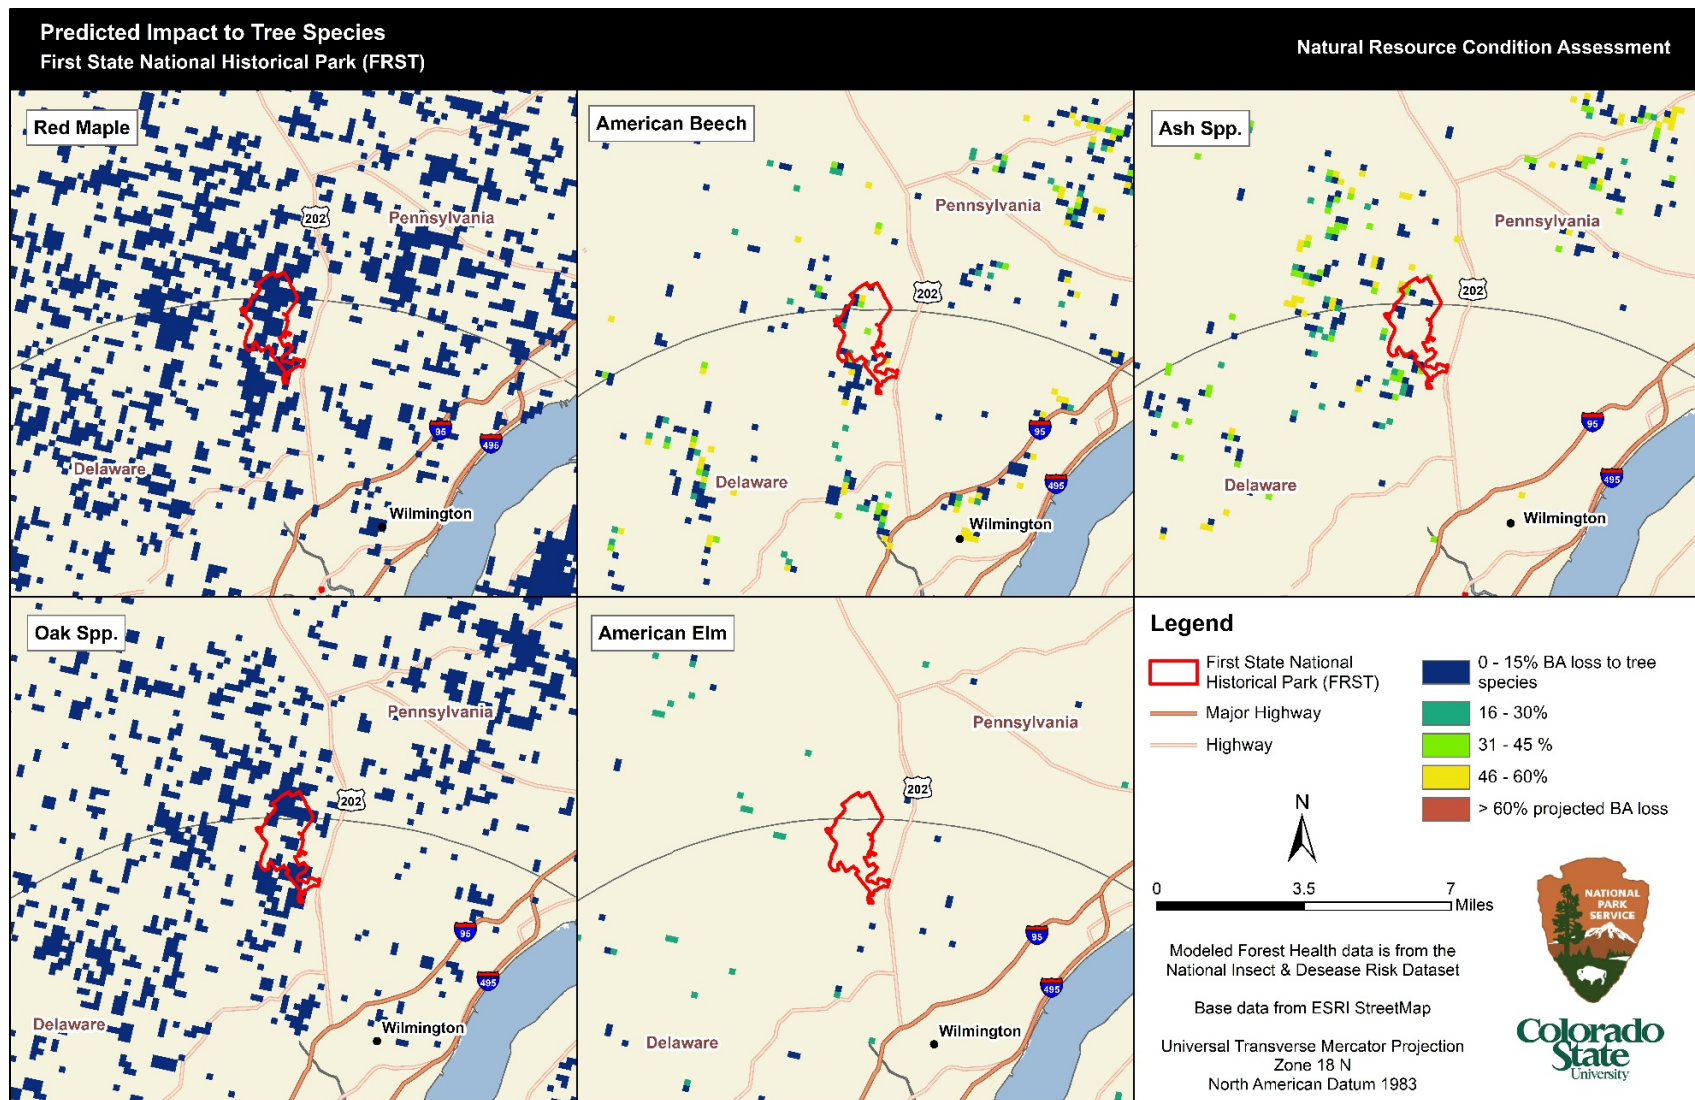 Predicted Impact to Tree Species
First State National Historical Park (FRST)
Natural Resource Condition Assessment
Red Maple
202
Pennsylvania
95
495
Delaware
Wilmington
American Beech
Pennsylvania
202
95
495
Delaware
Wilmington
Ash Spp.
Pennsylvania
202
95
495
Delaware
Wilmington
Oak Spp.
Pennsylvania
202
95
495
Delaware
Wilmington
American Elm
Pennsylvania
202
95
495
Delaware
Wilmington
Legend
First State National
Historical Park (FRST)
Major Highway
Highway
0 - 15% BA loss to tree
species
16 - 30%
31 - 45 %
46 - 60%
> 60% projected BA loss
N
0 3.5 7
Miles
Modeled Forest Health data is from the
National Insect & Desease Risk Dataset
Base data from ESRI StreetMap
Universal Transverse Mercator Projection
Zone 18 N
North American Datum 1983
NATIONAL
PARK
SERVICE
Colorado
State
University